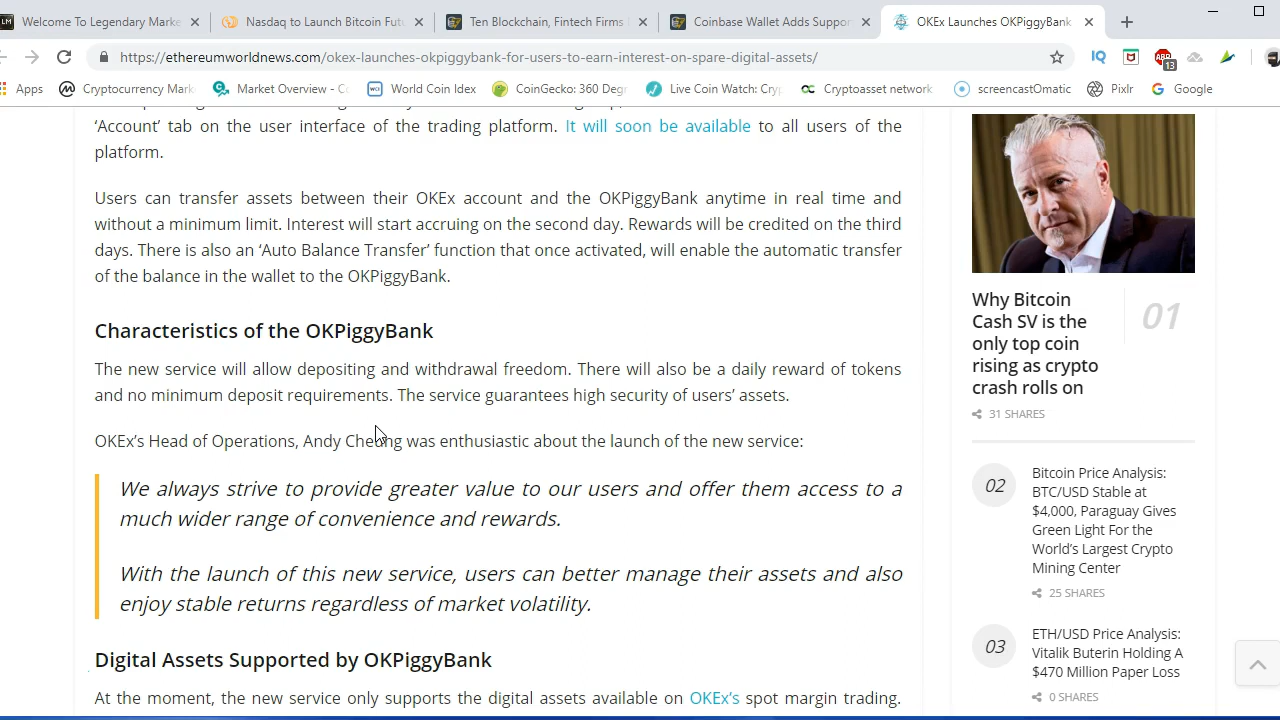 Welcome To Legendary Marke
Nasdaq to Launch Bitcoin Futu
Ten Blockchain, Fintech Firms
Coinbase Wallet Adds Suppor
OKEx Launches OKPiggyBank
https://ethereumworldnews.com/okex-launches-okpiggybank-for-users-to-earn-interest-on-spare-digital-assets/
13
Apps
Cryptocurrency Mark
Market Overview - Co
World Coin Index
CoinGecko: 360 Degr
Live Coin Watch: Cryp
Cryptoasset network
screencastOmatic
Pixlr
Google
‘Account’ tab on the user interface of the trading platform. It will soon be available to all users of the
platform.
Users can transfer assets between their OKEx account and the OKPiggyBank anytime in real time and
without a minimum limit. Interest will start accruing on the second day. Rewards will be credited on the third
days. There is also an ‘Auto Balance Transfer’ function that once activated, will enable the automatic transfer
of the balance in the wallet to the OKPiggyBank.
Characteristics of the OKPiggyBank
The new service will allow depositing and withdrawal freedom. There will also be a daily reward of tokens
and no minimum deposit requirements. The service guarantees high security of users’ assets.
OKEx’s Head of Operations, Andy Cheung was enthusiastic about the launch of the new service:
We always strive to provide greater value to our users and offer them access to a
much wider range of convenience and rewards.
With the launch of this new service, users can better manage their assets and also
enjoy stable returns regardless of market volatility.
Digital Assets Supported by OKPiggyBank
At the moment, the new service only supports the digital assets available on OKEx’s spot margin trading.
Why Bitcoin
Cash SV is the
only top coin
rising as crypto
crash rolls on
01
31 SHARES
02
Bitcoin Price Analysis:
BTC/USD Stable at
$4,000, Paraguay Gives
Green Light For the
World’s Largest Crypto
Mining Center
25 SHARES
03
ETH/USD Price Analysis:
Vitalik Buterin Holding A
$470 Million Paper Loss
0 SHARES